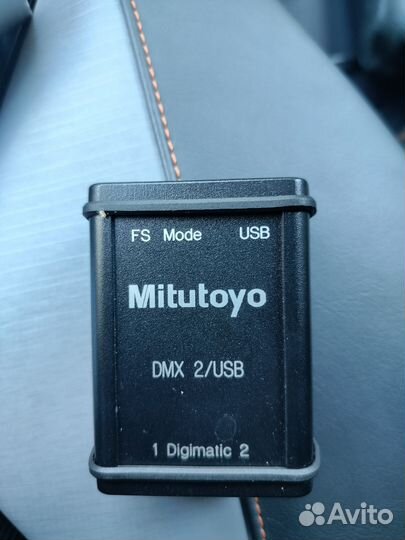 FS Mode USB
Mitutoyo
DMX 2/USB
1 Digimatic 2
Avito